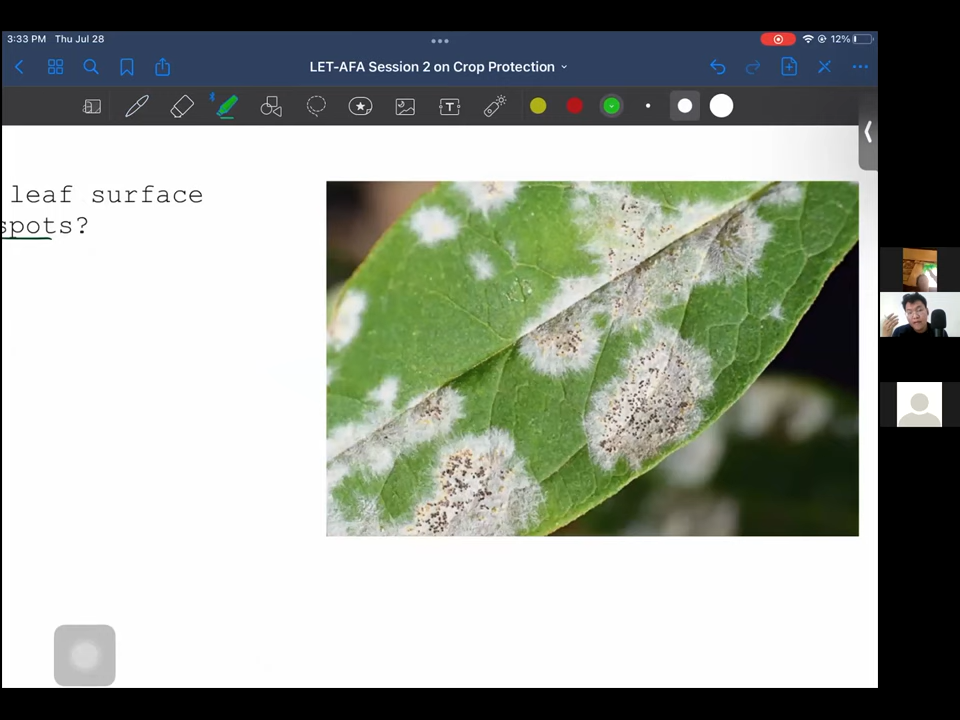 3:33 PM Thu Jul 28
12%
LET-AFA Session 2 on Crop Protection
leaf surface
spots?